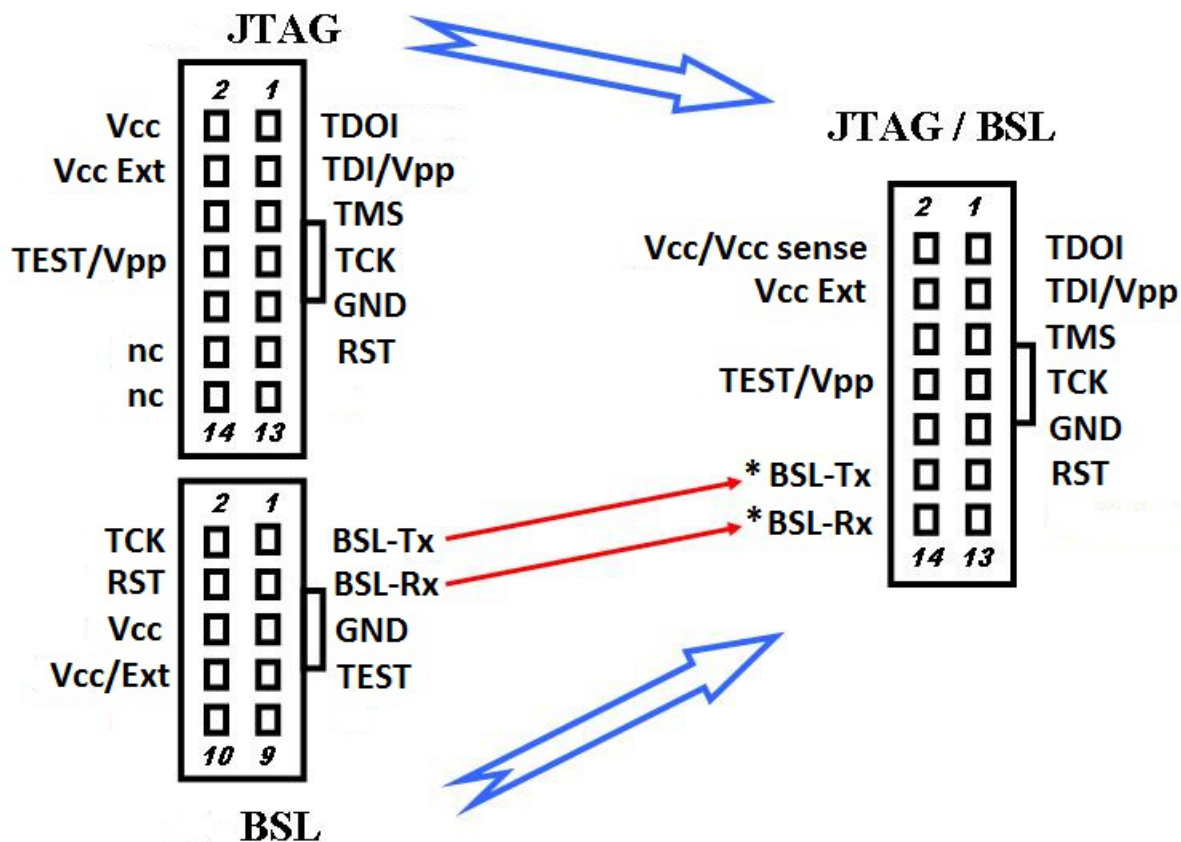 JTAG
2 1
Vcc TDOI
Vcc Ext TDI/Vpp
TMS
TEST/Vpp TCK
GND
nc RST
nc
14 13
2 1
TCK BSL-Tx
RST BSL-Rx
Vcc GND
Vcc/Ext TEST
10 9
BSL
JTAG / BSL
2 1
Vcc/Vcc sense TDOI
Vcc Ext TDI/Vpp
TMS
TEST/Vpp TCK
GND
* BSL-Tx RST
* BSL-Rx
14 13